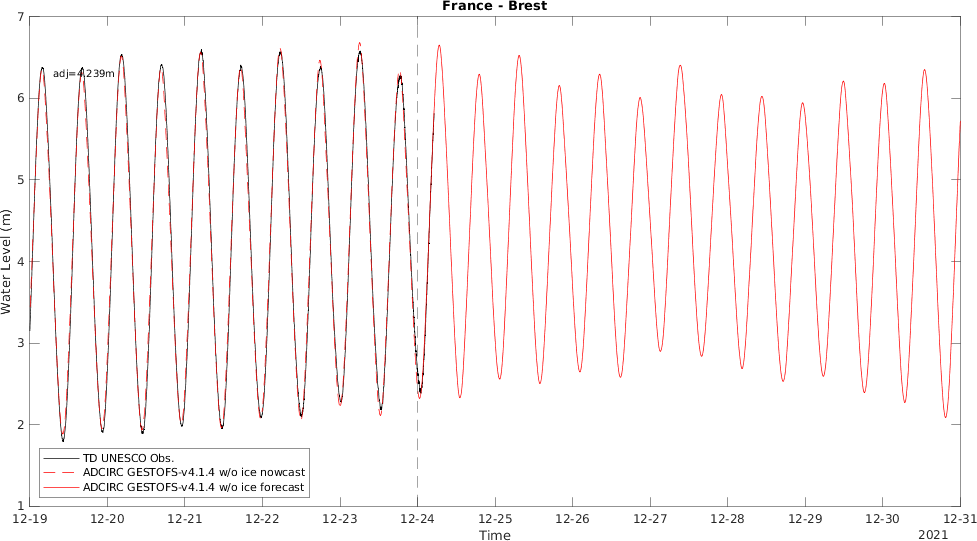 France - Brest
7
6
5
4
3
2
1
Water Level (m)
adj=4.239m
TD UNESCO Obs.
ADCIRC GESTOFS-v4.1.4 w/o ice nowcast
ADCIRC GESTOFS-v4.1.4 w/o ice forecast
12-19 12-20 12-21 12-22 12-23 12-24 12-25 12-26 12-27 12-28 12-29 12-30 12-31
Time
2021